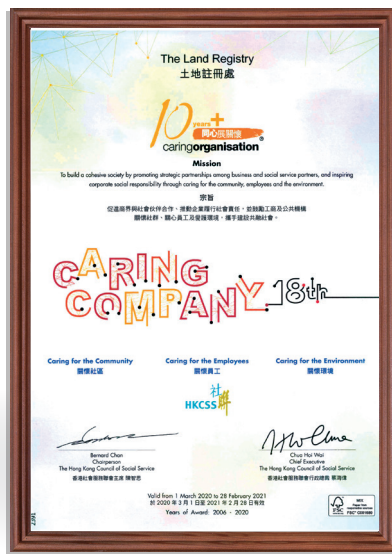 The Land Registry
土地註冊處
10 years+
同心展關懷
caringorganisation
Mission
To build a cohesive society by promoting strategic partnerships among business and social service partners, and inspiring
corporate social responsibility through caring for the community, employees and the environment.
宗旨
促進商界與社會伙伴合作，推動企業履行社會責任，並鼓勵工商及公共機構
關懷社群、關心員工及愛護環境，攜手建設共融社會。
CARING
COMPANY 18th
Caring for the Community
關懷社區
Caring for the Employees
關懷員工
Caring for the Environment
關懷環境
社聯
HKCSS
Bernard Chan
Chairperson
The Hong Kong Council of Social Service
香港社會服務聯會主席 陳智思
Chua Hoi Wai
Chief Executive
The Hong Kong Council of Social Service
香港社會服務聯會行政總裁 蔡海偉
Valid from 1 March 2020 to 28 February 2021
於 2020 年 3 月 1 日至 2021 年 2 月 28 日有效
Years of Award: 2006 - 2020
2391
FSC
MIX